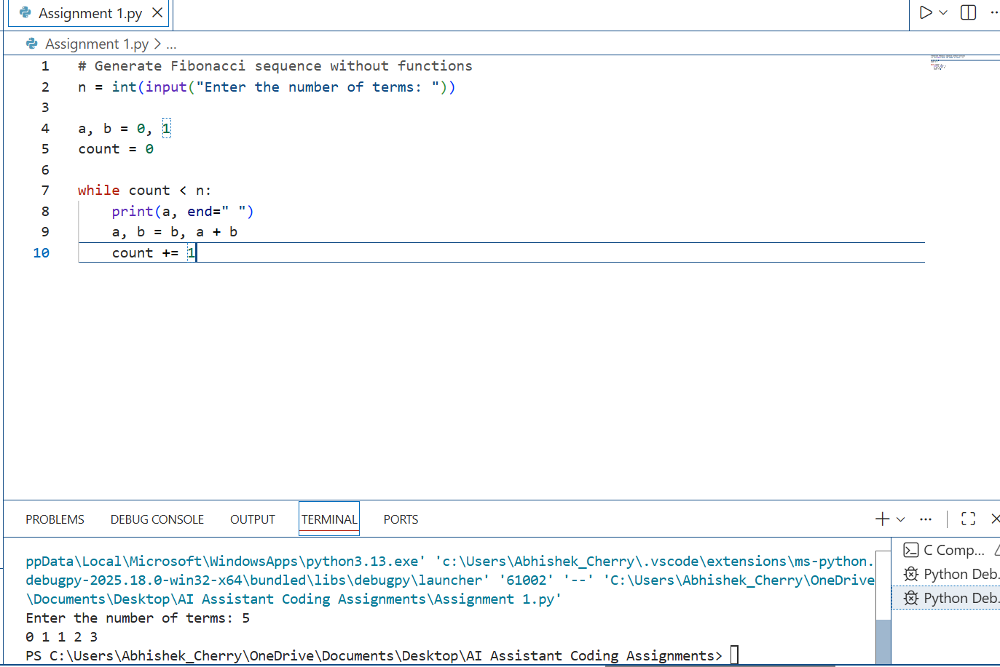 Assignment 1.py
Assignment 1.py > ...
1 # Generate Fibonacci sequence without functions
2 n = int(input("Enter the number of terms: "))
3
4 a, b = 0, 1
5 count = 0
6
7 while count < n:
8     print(a, end=" ")
9     a, b = b, a + b
10     count += 1
PROBLEMS DEBUG CONSOLE OUTPUT TERMINAL PORTS
ppData\Local\Microsoft\WindowsApps\python3.13.exe' 'c:\Users\Abhishek_Cherry\.vscode\extensions\ms-python.
debugpy-2025.18.0-win32-x64\bundled\libs\debugpy\launcher' '61002' '--' 'C:\Users\Abhishek_Cherry\OneDrive
\Documents\Desktop\AI Assistant Coding Assignments\Assignment 1.py'
Enter the number of terms: 5
0 1 1 2 3
PS C:\Users\Abhishek_Cherry\OneDrive\Documents\Desktop\AI Assistant Coding Assignments>
C Comp...
Python Deb.
Python Deb.